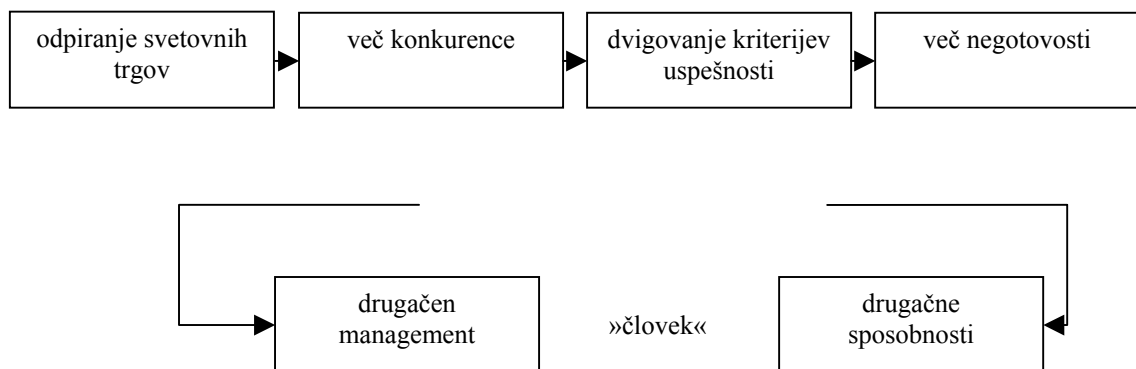 odpiranje svetovnih
trgov
več konkurence
dvigovanje kriterijev
uspešnosti
več negotovosti
drugačen
management
»človek«
drugačne
sposobnosti